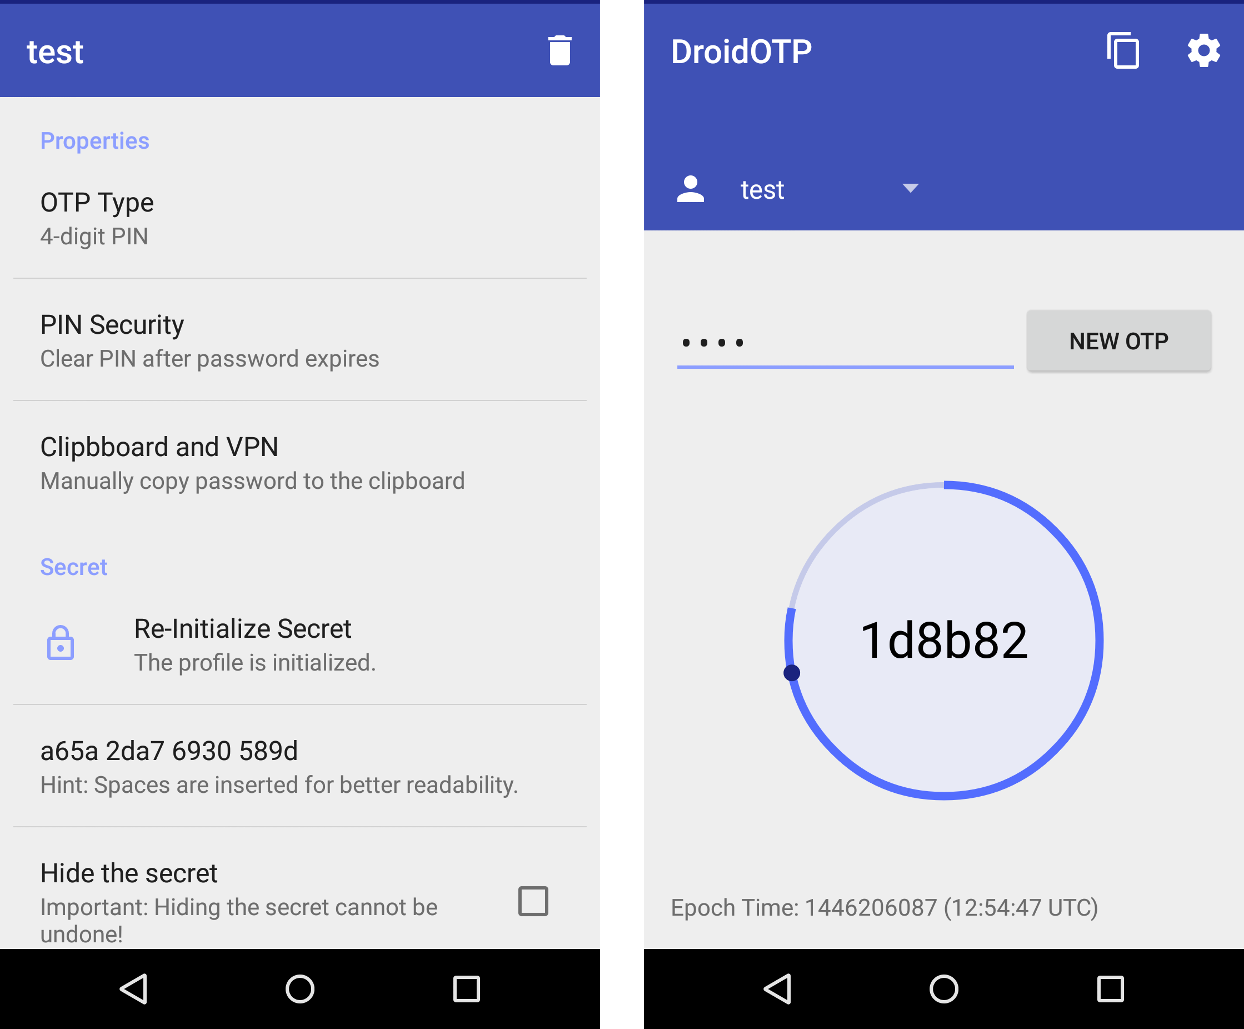 test
Properties
OTP Type
4-digit PIN
PIN Security
Clear PIN after password expires
Clipbboard and VPN
Manually copy password to the clipboard
Secret
Re-Initialize Secret
The profile is initialized.
a65a 2da7 6930 589d
Hint: Spaces are inserted for better readability.
Hide the secret
Important: Hiding the secret cannot be
undone!
DroidOTP
test
NEW OTP
1d8b82
Epoch Time: 1446206087 (12:54:47 UTC)